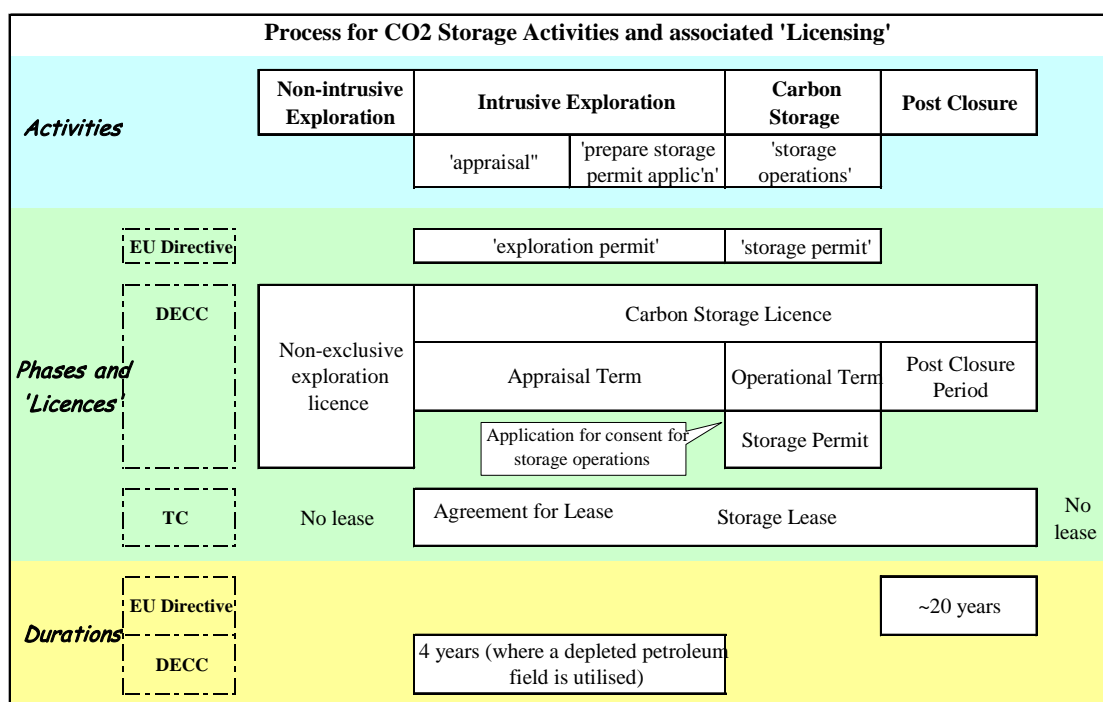 Process for CO2 Storage Activities and associated 'Licensing'
Activities
Non-intrusive
Exploration
Intrusive Exploration
Carbon
Storage
Post Closure
'appraisal"
'prepare storage
permit applic'n'
'storage
operations'
Phases and
'Licences'
EU Directive
'exploration permit'
'storage permit'
DECC
Non-exclusive
exploration
licence
Carbon Storage Licence
Appraisal Term
Operational Term
Post Closure
Period
Application for consent for
storage operations
Storage Permit
TC
No lease
Agreement for Lease
Storage Lease
No
lease
Durations
EU Directive
~20 years
DECC
4 years (where a depleted petroleum
field is utilised)